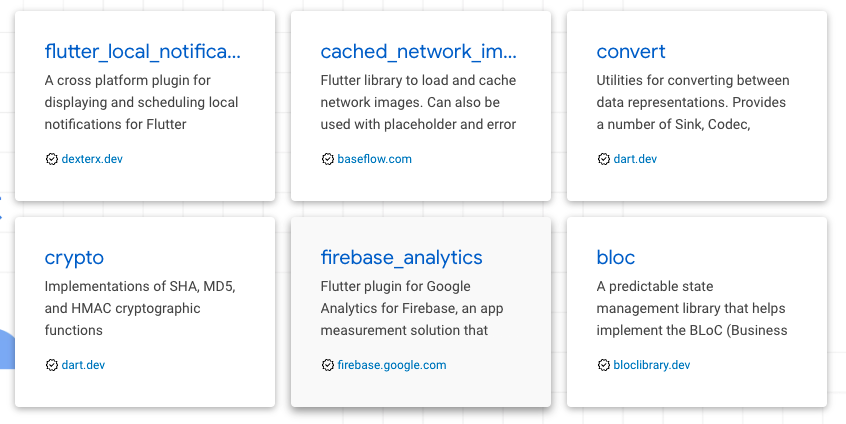 flutter_local_notifica...
A cross platform plugin for
displaying and scheduling local
notifications for Flutter
dexterx.dev
cached_network_im...
Flutter library to load and cache
network images. Can also be
used with placeholder and error
baseflow.com
convert
Utilities for converting between
data representations. Provides
a number of Sink, Codec,
dart.dev
crypto
Implementations of SHA, MD5,
and HMAC cryptographic
functions
dart.dev
firebase_analytics
Flutter plugin for Google
Analytics for Firebase, an app
measurement solution that
firebase.google.com
bloc
A predictable state
management library that helps
implement the BLoC (Business
bloclibrary.dev